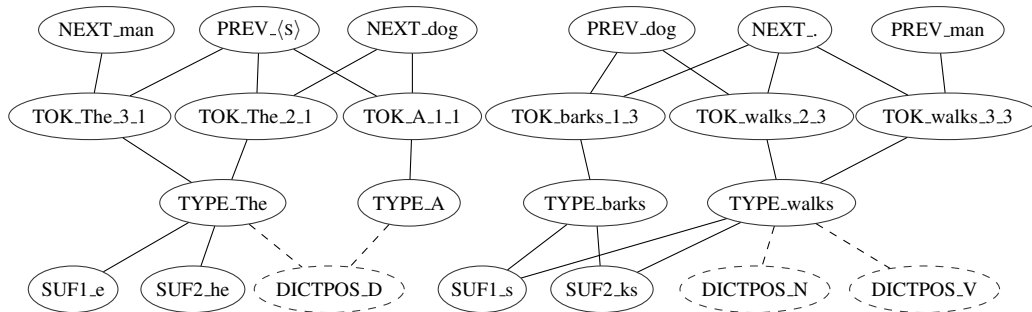 NEXT_man PREV_⟨S⟩ NEXT_dog PREV_dog NEXT_. PREV_man
TOK_The_3_1 TOK_The_2_1 TOK_A_1_1 TOK_barks_1_3 TOK_walks_2_3 TOK_walks_3_3
TYPE_The TYPE_A TYPE_barks TYPE_walks
SUF1_e SUF2_he DICTPOS_D SUF1_s SUF2_ks DICTPOS_N DICTPOS_V